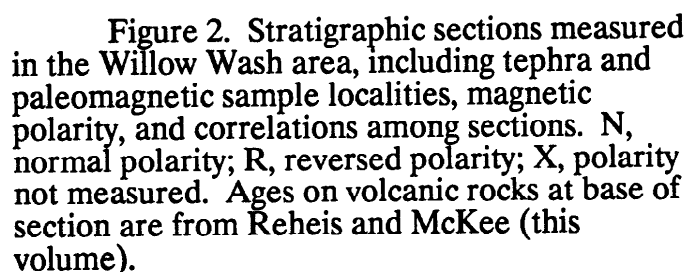 Figure 2. Stratigraphic sections measured
in the Willow Wash area, including tephra and
paleomagnetic sample localities, magnetic
polarity, and correlations among sections. N,
normal polarity; R, reversed polarity; X, polarity
not measured. Ages on volcanic rocks at base of
section are from Reheis and McKee (this
volume).